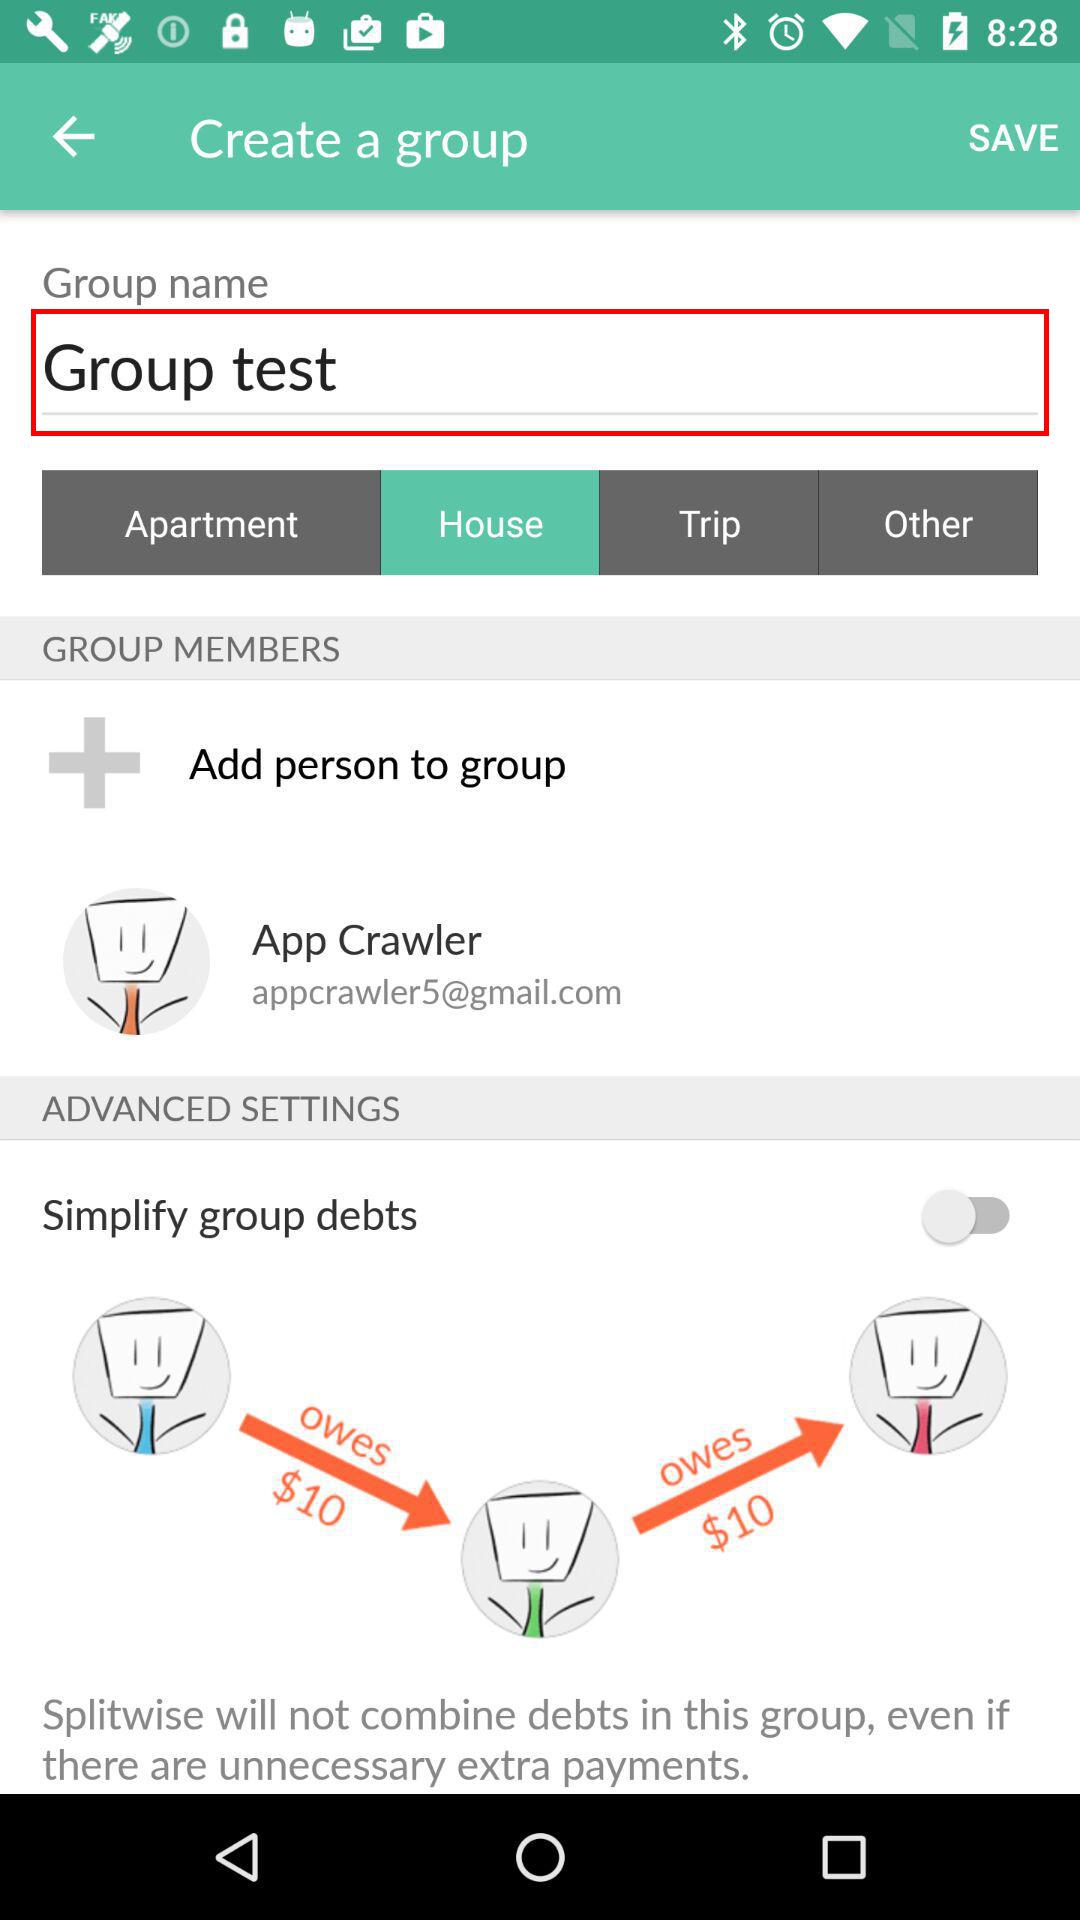 FAKE
8:28
Create a group
SAVE
Group name
Group test
Apartment House Trip Other
GROUP MEMBERS
Add person to group
App Crawler
appcrawler5@gmail.com
ADVANCED SETTINGS
Simplify group debts
owes
$10
owes
$10
Splitwise will not combine debts in this group, even if
there are unnecessary extra payments.